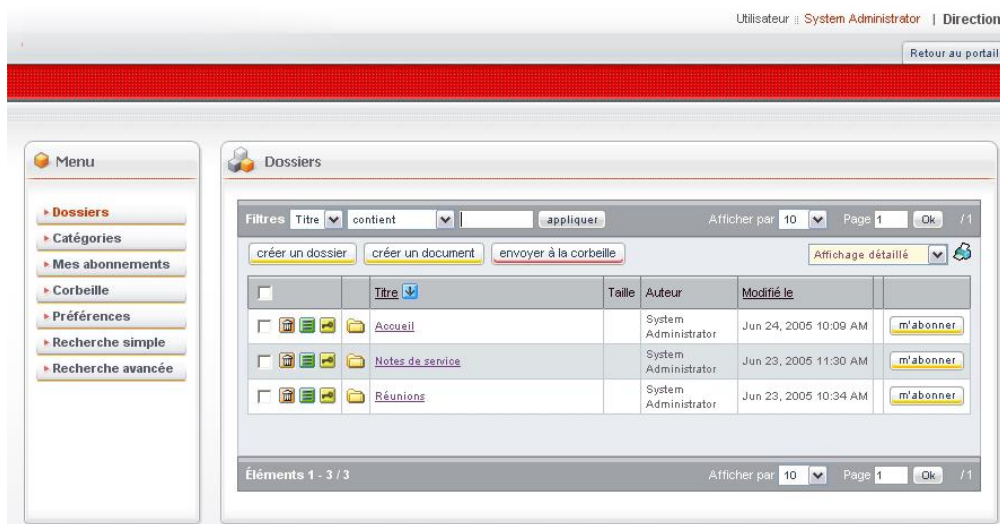 Utilisateur :: System Administrator | Direction
Retour au portail
Menu
Dossiers
Catégories
Mes abonnements
Corbeille
Préférences
Recherche simple
Recherche avancée
Dossiers
Filtres Titre contient appliquer Afficher par 10 Page 1 Ok /1
créer un dossier créer un document envoyer à la corbeille Affichage détaillé
Titre Taille Auteur Modifié le
Accueil System Administrator Jun 24, 2005 10:09 AM m'abonner
Notes de service System Administrator Jun 23, 2005 11:30 AM m'abonner
Réunions System Administrator Jun 23, 2005 10:34 AM m'abonner
Éléments 1 - 3 / 3 Afficher par 10 Page 1 Ok /1